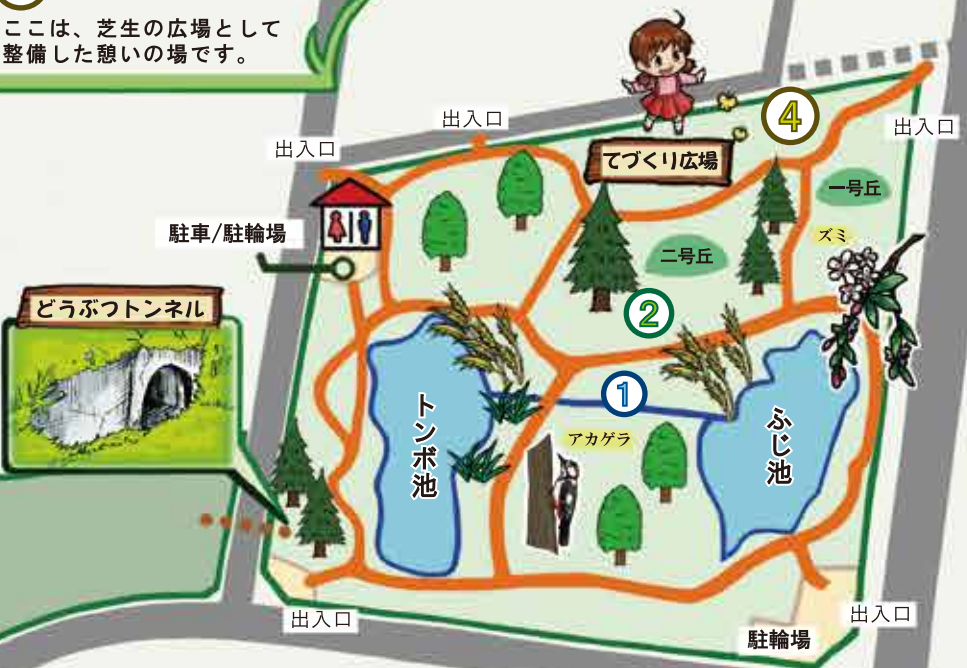 ここは、芝生の広場として
整備した憩いの場です。
出入口
出入口
出入口
④
てづくり広場
一号丘
駐車/駐輪場
ズミ
二号丘
どうぶつトンネル
②
①
トンボ池
アカゲラ
ふじ池
出入口
出入口
駐輪場